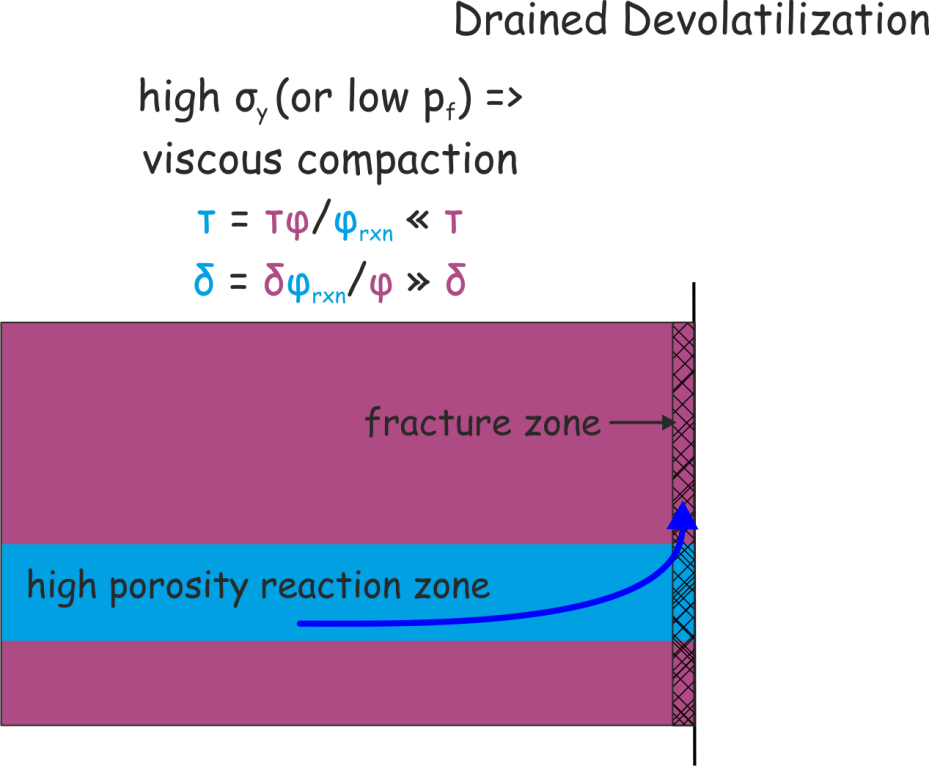 Drained Devolatilization
high σy (or low pf) =>
viscous compaction
τ = τφ/φrxn « τ
δ = δφrxn/φ » δ
fracture zone
high porosity reaction zone